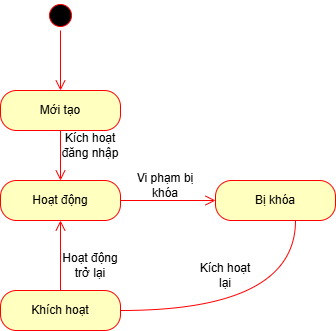 Mới tạo
Kích hoạt
đăng nhập
Hoạt động
Vi phạm bị
khóa
Bị khóa
Hoạt động
trở lại
Kích hoạt
lại
Khích hoạt